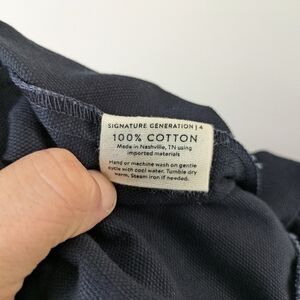 SIGNATURE GENERATION | 4
100% COTTON
Made in Nashville, TN using
imported materials
Hand or machine wash on gentle
cycle with cool water. Tumble dry
warm. Steam iron if needed.